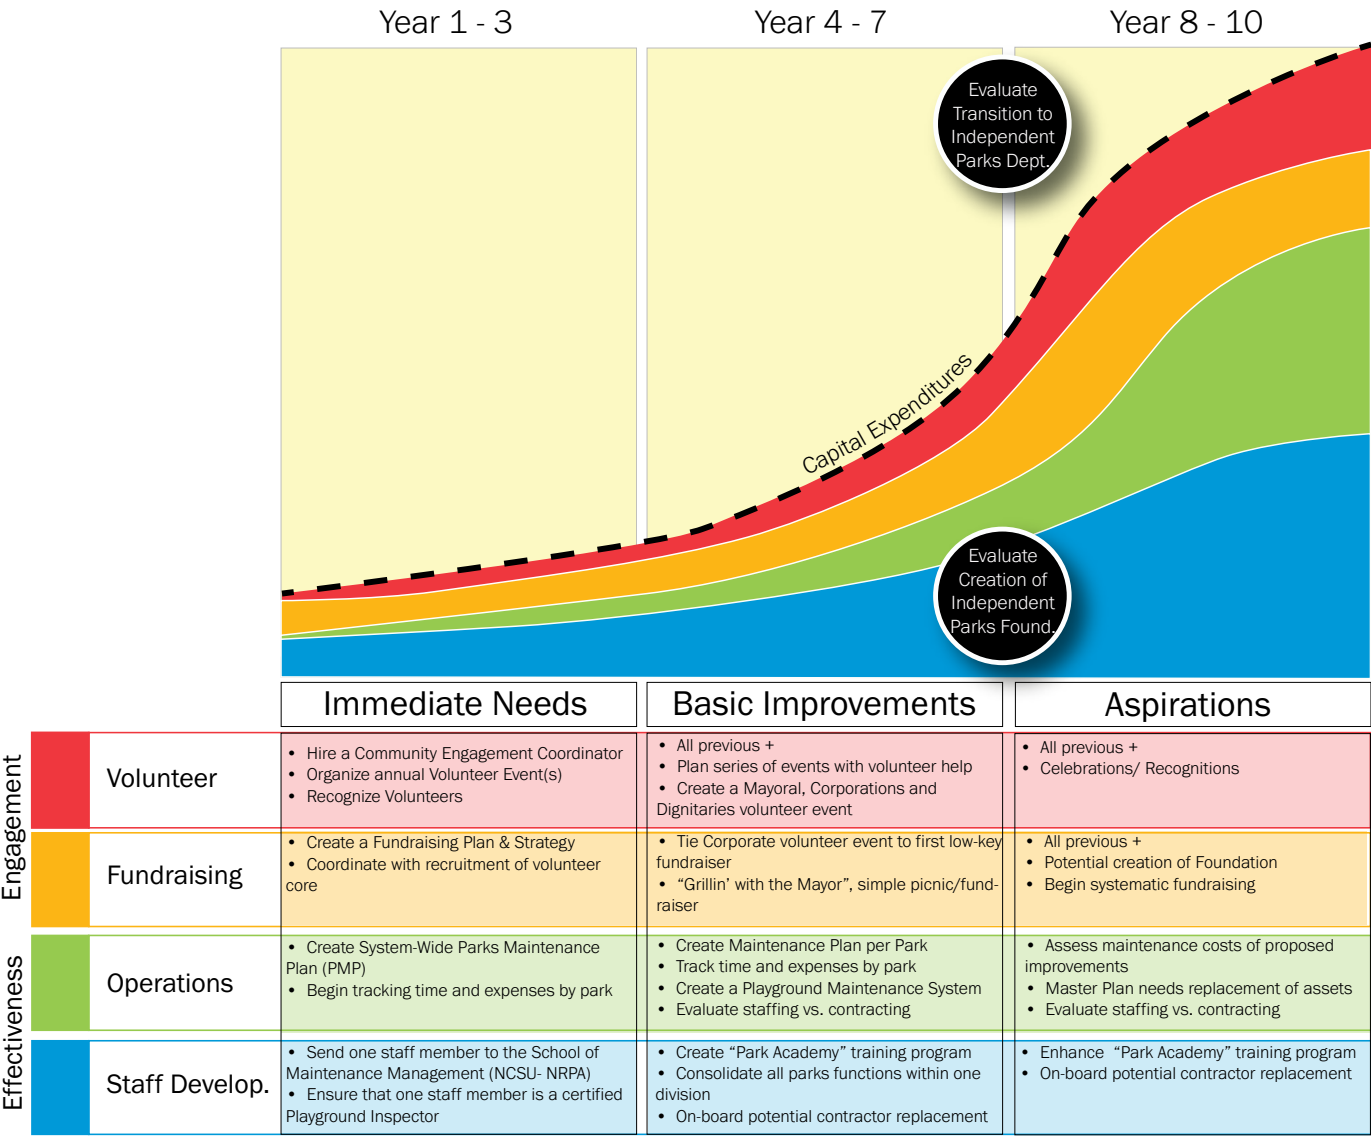 Year 1 - 3
Year 4 - 7
Year 8 - 10
Evaluate
Transition to
Independent
Parks Dept.
Capital Expenditures
Evaluate
Creation of
Independent
Parks Found.
Immediate Needs
Basic Improvements
Aspirations
Engagement
Volunteer
• Hire a Community Engagement Coordinator
• Organize annual Volunteer Event(s)
• Recognize Volunteers
• All previous +
• Plan series of events with volunteer help
• Create a Mayoral, Corporations and
Dignitaries volunteer event
• All previous +
• Celebrations/ Recognitions
Fundraising
• Create a Fundraising Plan & Strategy
• Coordinate with recruitment of volunteer
core
• Tie Corporate volunteer event to first low-key
fundraiser
• “Grillin’ with the Mayor”, simple picnic/fund-
raiser
• All previous +
• Potential creation of Foundation
• Begin systematic fundraising
Effectiveness
Operations
• Create System-Wide Parks Maintenance
Plan (PMP)
• Begin tracking time and expenses by park
• Create Maintenance Plan per Park
• Track time and expenses by park
• Create a Playground Maintenance System
• Evaluate staffing vs. contracting
• Assess maintenance costs of proposed
improvements
• Master Plan needs replacement of assets
• Evaluate staffing vs. contracting
Staff Develop.
• Send one staff member to the School of
Maintenance Management (NCSU- NRPA)
• Ensure that one staff member is a certified
Playground Inspector
• Create “Park Academy” training program
• Consolidate all parks functions within one
division
• On-board potential contractor replacement
• Enhance “Park Academy” training program
• On-board potential contractor replacement